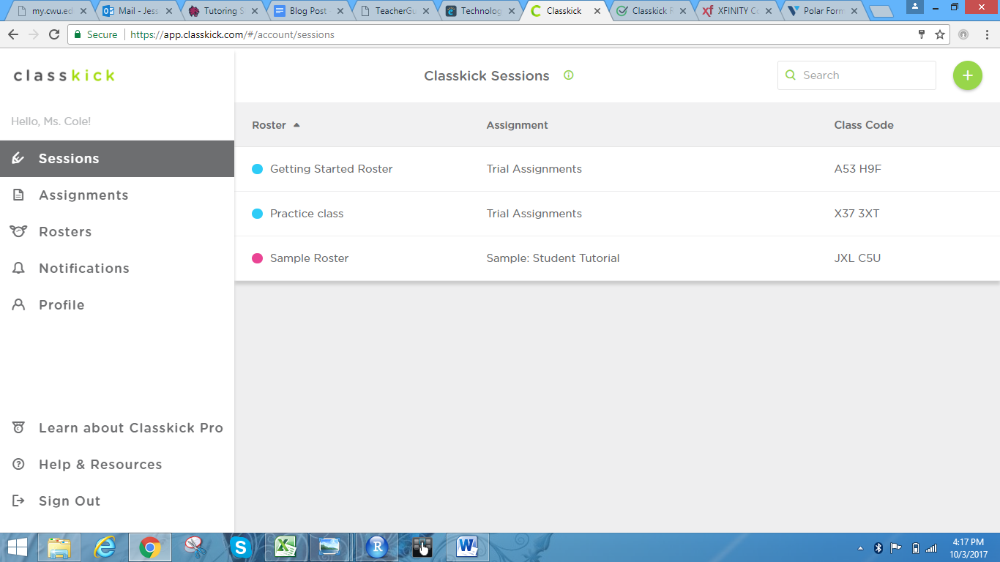 my.cwu.ed
Mail - Jess
Tutoring S
Blog Post -
TeacherGu
Technolog
Classkick
Classkick R
XFINITY Co
Polar Form
Secure https://app.classkick.com/#/account/sessions
classkick
Classkick Sessions
Search
Hello, Ms. Cole!
Roster Assignment Class Code
Sessions
Getting Started Roster Trial Assignments A53 H9F
Assignments
Practice class Trial Assignments X37 3XT
Rosters
Sample Roster Sample: Student Tutorial JXL C5U
Notifications
Profile
Learn about Classkick Pro
Help & Resources
Sign Out
4:17 PM
10/3/2017